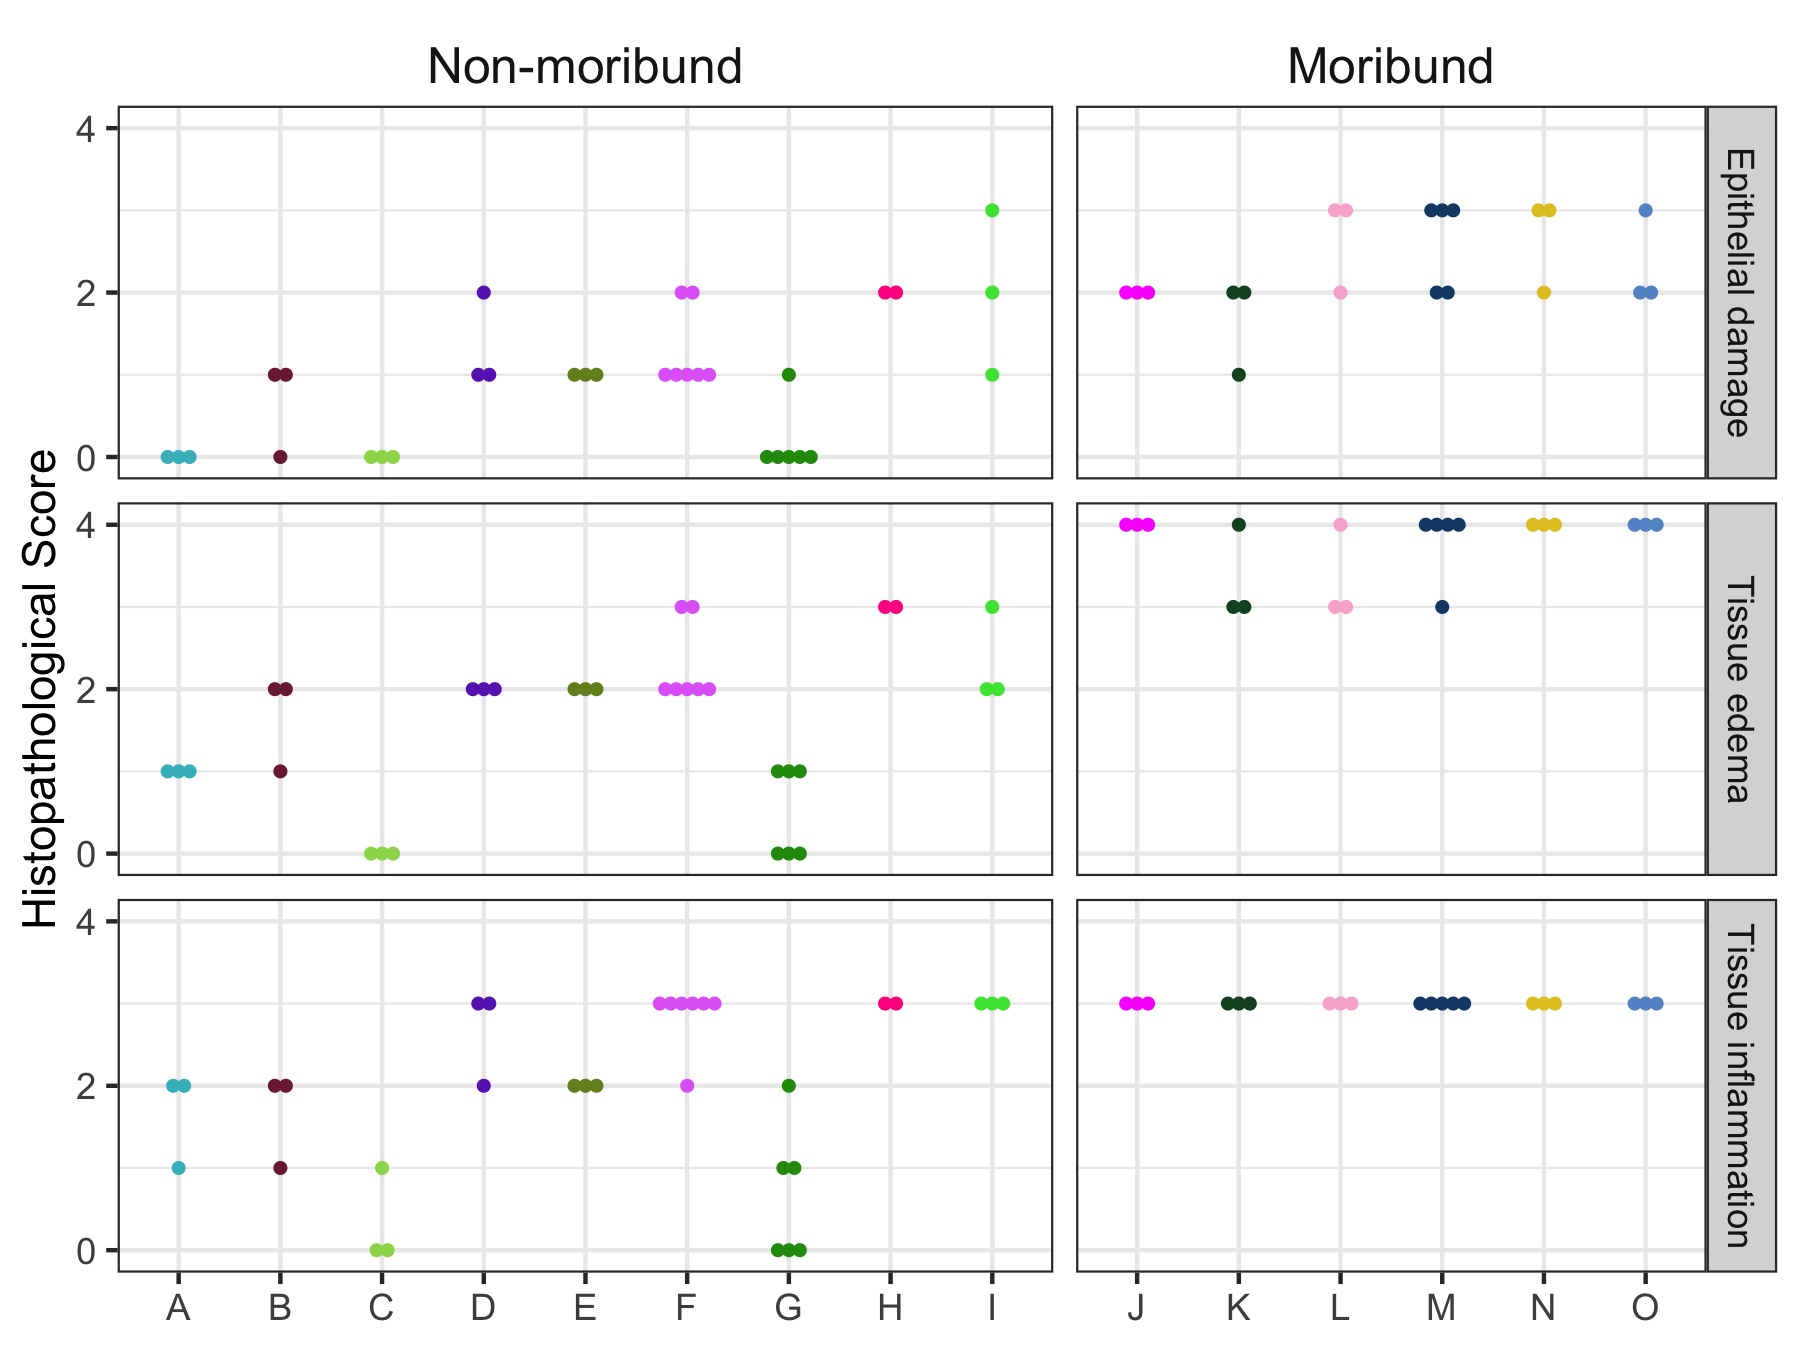 Non-moribund
Moribund
Histopathological Score
4
2
0
Epithelial damage
4
2
0
Tissue edema
4
2
0
Tissue inflammation
A B C D E F G H I
J K L M N O